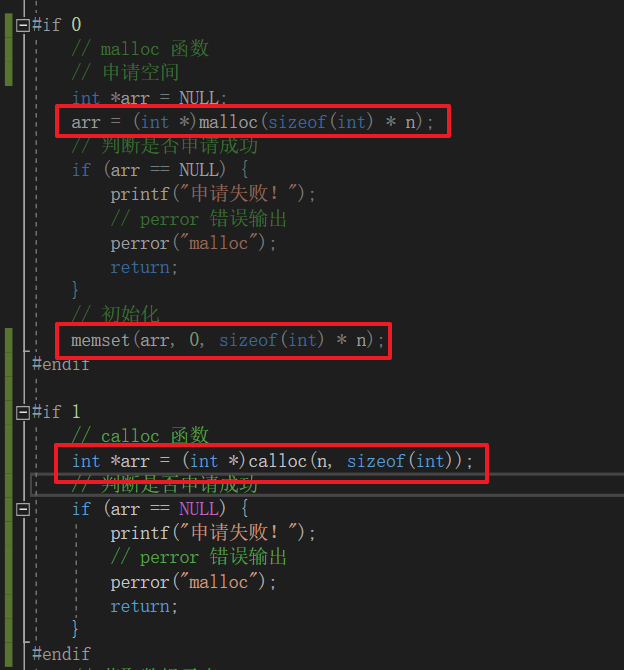 #if 0
// malloc 函数
// 申请空间
int *arr = NULL;
arr = (int *)malloc(sizeof(int) * n);
// 判断是否申请成功
if (arr == NULL) {
printf("申请失败！");
// perror 错误输出
perror("malloc");
return;
}
// 初始化
memset(arr, 0, sizeof(int) * n);
#endif
#if 1
// calloc 函数
int *arr = (int *)calloc(n, sizeof(int));
// 判断是否申请成功
if (arr == NULL) {
printf("申请失败！");
// perror 错误输出
perror("malloc");
return;
}
#endif